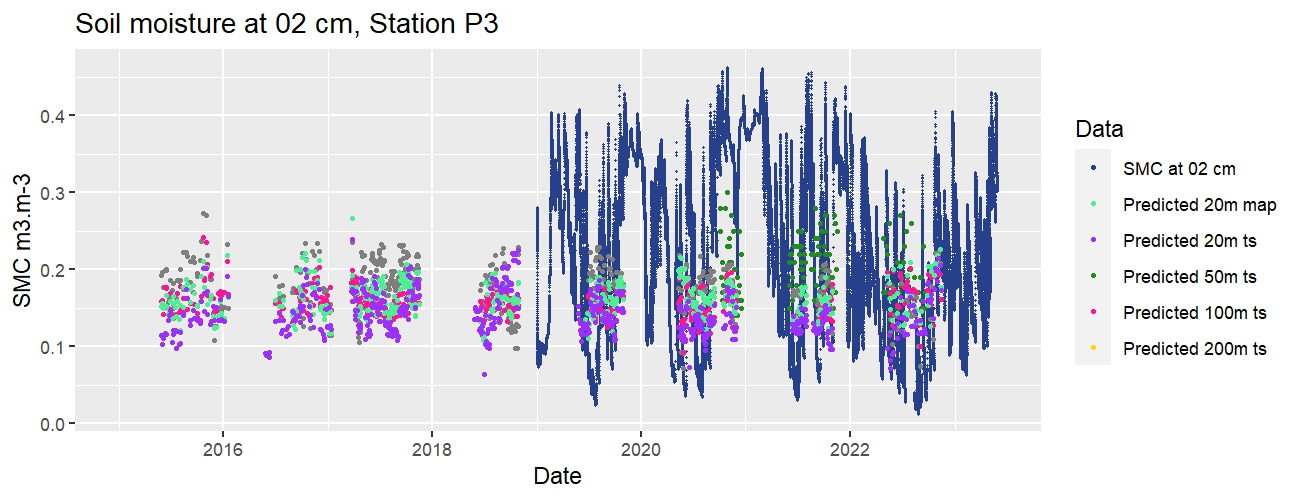 Soil moisture at 02 cm, Station P3
SMC m3.m-3
0.4
0.3
0.2
0.1
0.0
2016
2018
2020
2022
Date
Data
SMC at 02 cm
Predicted 20m map
Predicted 20m ts
Predicted 50m ts
Predicted 100m ts
Predicted 200m ts